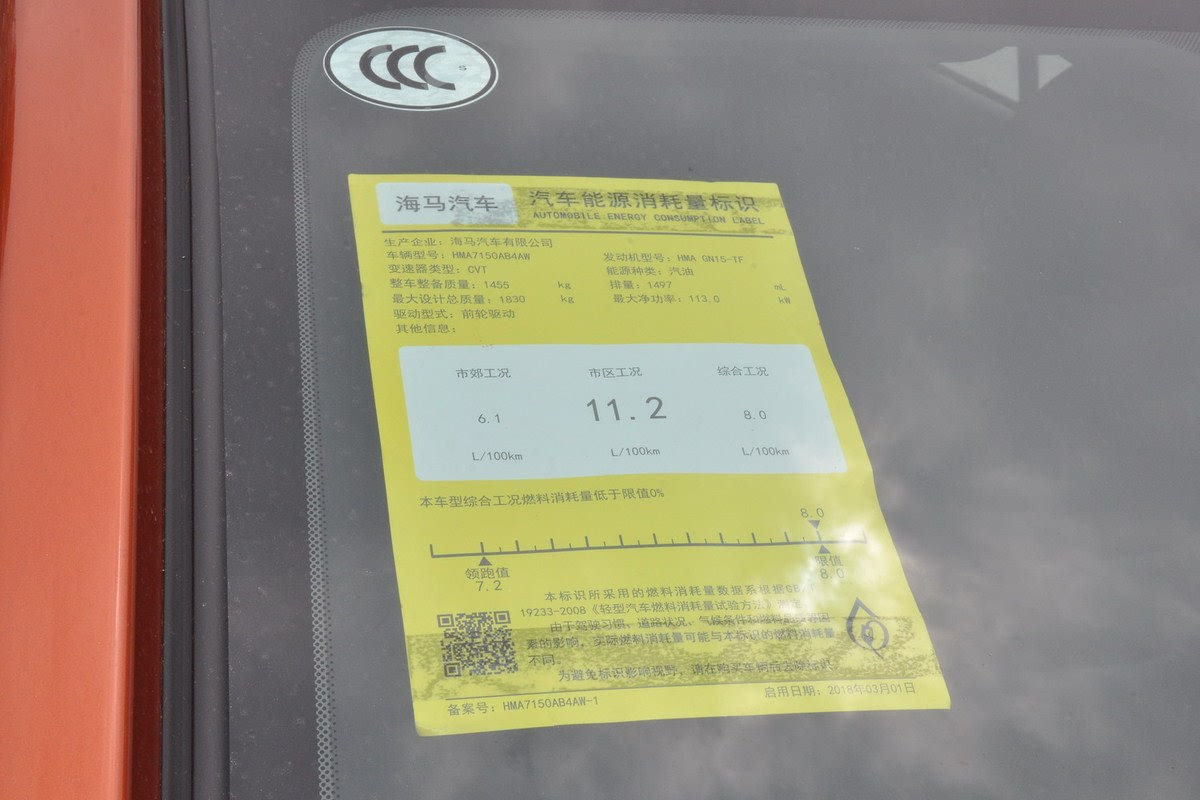 CCC S
海马汽车 汽车能源消耗量标识
AUTOMOBILE ENERGY CONSUMPTION LABEL
生产企业：海马汽车有限公司
车辆型号：HMA7150AB4AW 发动机型号：HMA GN15-TF
变速器类型：CVT 能源种类：汽油
整车整备质量：1455 kg 排量：1497 mL
最大设计总质量：1830 kg 最大净功率：113.0 kW
驱动型式：前轮驱动
其他信息：
市郊工况 市区工况 综合工况
6.1 11.2 8.0
L/100km L/100km L/100km
本车型综合工况燃料消耗量低于限值0%
8.0
领跑值 限值
7.2 8.0
本标识所采用的燃料消耗量数据系根据GB
19233-2008《轻型汽车燃料消耗量试验方法》
由于驾驶习惯、道路状况、气候条件和燃料
素的影响，实际燃料消耗量可能与本标识的燃料消耗量
不同。
为避免标识影响视野，请在购买车辆后去除标识
备案号：HMA7150AB4AW-1 启用日期：2018年03月01日